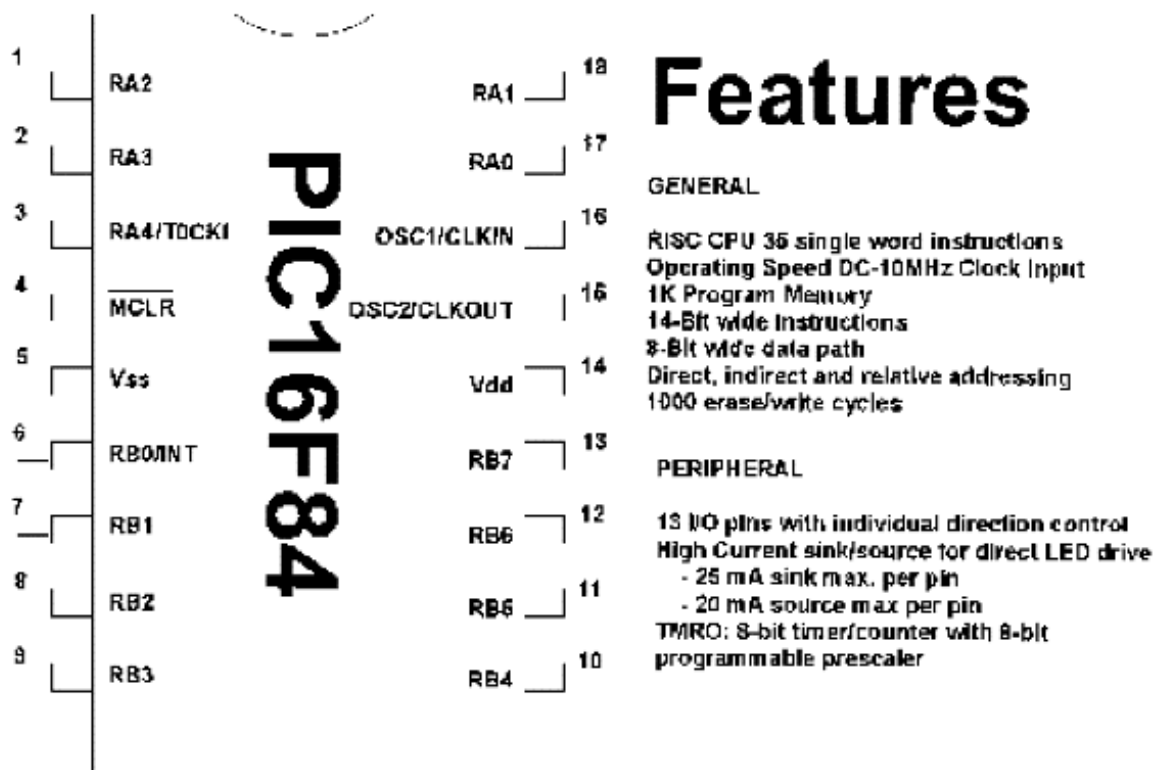 1
RA2
2
RA3
3
RA4/T0CKI
4
MCLR
5
Vss
6
RB0/INT
7
RB1
8
RB2
9
RB3
PIC16F84
18
RA1
17
RA0
16
OSC1/CLKIN
15
OSC2/CLKOUT
14
Vdd
13
RB7
12
RB6
11
RB5
10
RB4
Features
GENERAL
RISC CPU 35 single word instructions
Operating Speed DC-10MHz Clock Input
1K Program Memory
14-Bit wide Instructions
8-Bit wide data path
Direct, indirect and relative addressing
1000 erase/write cycles
PERIPHERAL
13 I/O pins with individual direction control
High Current sink/source for direct LED drive
- 25 mA sink max. per pin
- 20 mA source max per pin
TMRO: 8-bit timer/counter with 8-bit
programmable prescaler